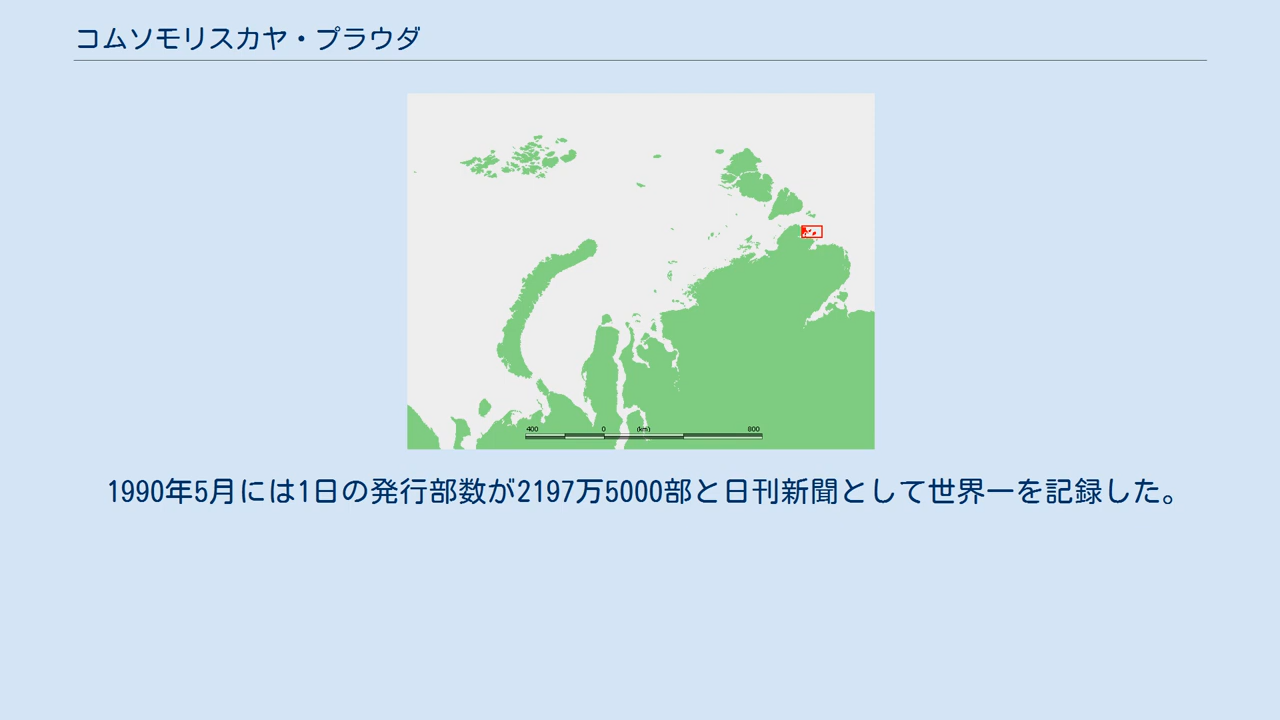 コムソモリスカヤ・プラウダ
400 0 (km) 800
1990年5月には1日の発行部数が2197万5000部と日刊新聞として世界一を記録した。